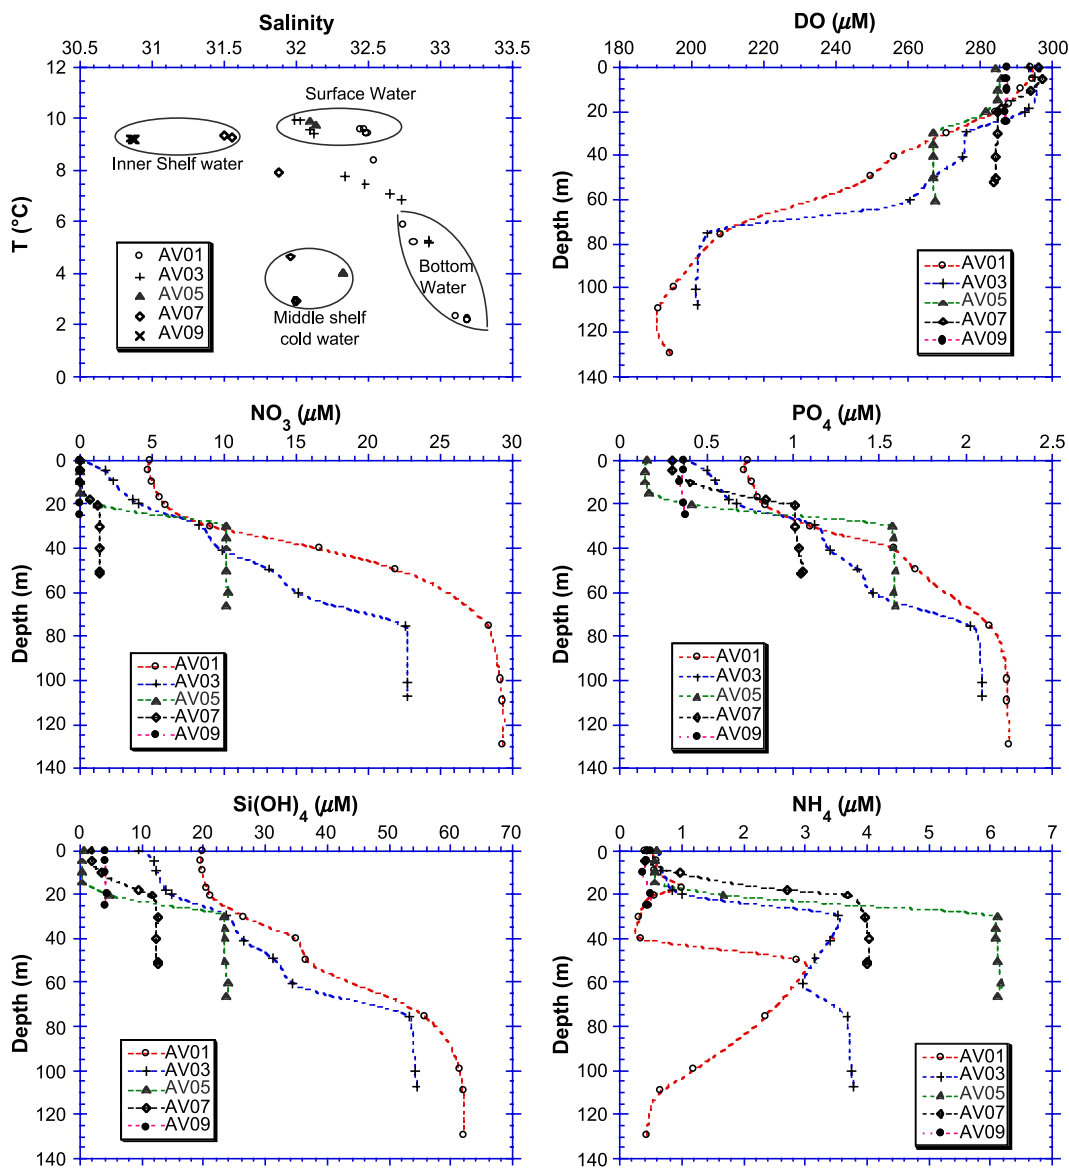 Salinity
30.5 31 31.5 32 32.5 33 33.5
12
10
8
6
4
2
0
T (°C)
Surface Water
Inner Shelf water
Bottom
Water
Middle shelf
cold water
AV01
AV03
AV05
AV07
AV09
DO (μM)
180 200 220 240 260 280 300
0
20
40
60
80
100
120
140
Depth (m)
AV01
AV03
AV05
AV07
AV09
NO3 (μM)
0 5 10 15 20 25 30
0
20
40
60
80
100
120
140
Depth (m)
AV01
AV03
AV05
AV07
AV09
PO4 (μM)
0 0.5 1 1.5 2 2.5
0
20
40
60
80
100
120
140
Depth (m)
AV01
AV03
AV05
AV07
AV09
Si(OH)4 (μM)
0 10 20 30 40 50 60 70
0
20
40
60
80
100
120
140
Depth (m)
AV01
AV03
AV05
AV07
AV09
NH4 (μM)
0 1 2 3 4 5 6 7
0
20
40
60
80
100
120
140
Depth (m)
AV01
AV03
AV05
AV07
AV09